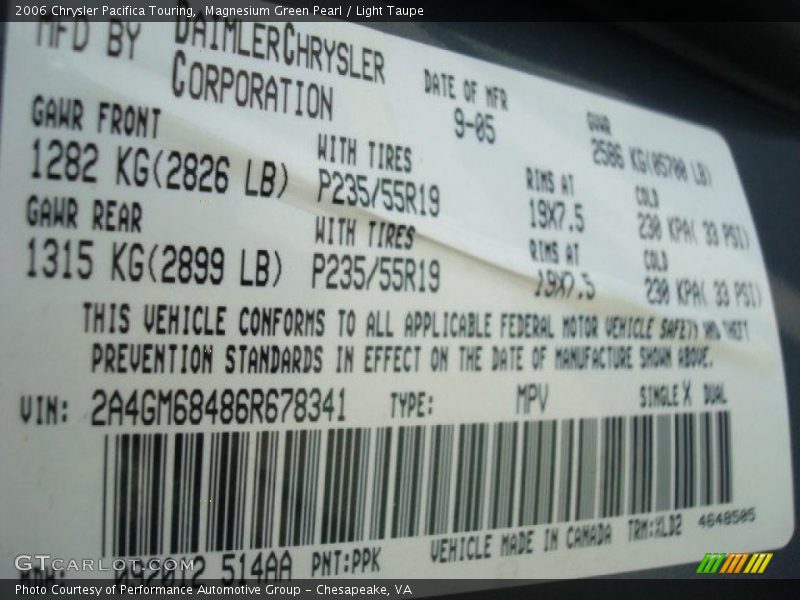 2006 Chrysler Pacifica Touring, Magnesium Green Pearl / Light Taupe
MFD BY DAIMLERCHRYSLER
CORPORATION
DATE OF MFR
9-05
GVWR
2586 KG(05700 LB)
GAWR FRONT
1282 KG(2826 LB)
WITH TIRES
P235/55R19
RIMS AT
19X7.5
COLD
230 KPA( 33 PSI)
GAWR REAR
1315 KG(2899 LB)
WITH TIRES
P235/55R19
RIMS AT
19X7.5
COLD
230 KPA( 33 PSI)
THIS VEHICLE CONFORMS TO ALL APPLICABLE FEDERAL MOTOR VEHICLE SAFETY AND THEFT
PREVENTION STANDARDS IN EFFECT ON THE DATE OF MANUFACTURE SHOWN ABOVE.
VIN: 2A4GM68486R678341 TYPE: MPV SINGLE X DUAL
MDH: 092012 514AA PNT:PPK VEHICLE MADE IN CANADA TRM:XLD2 4648505
GTcarlot.com
Photo Courtesy of Performance Automotive Group - Chesapeake, VA